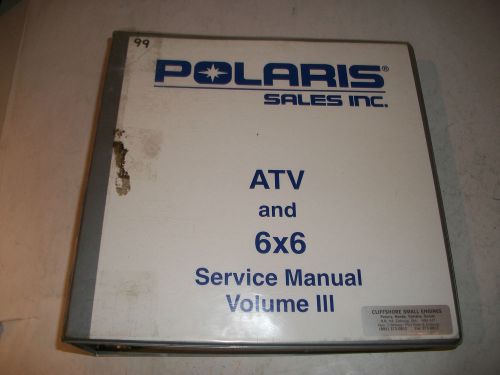 99
POLARIS®
SALES INC.
ATV
and
6x6
Service Manual
Volume III
CLIFFSHORE SMALL ENGINES